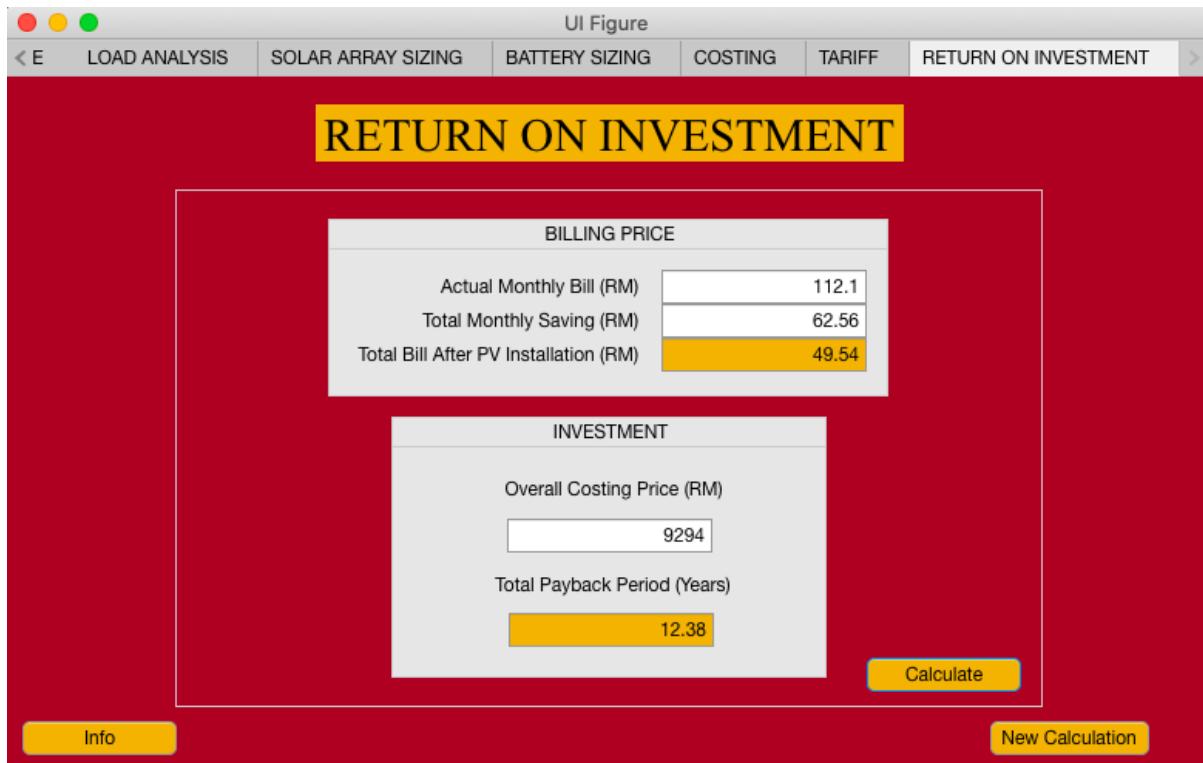 UI Figure
< E LOAD ANALYSIS SOLAR ARRAY SIZING BATTERY SIZING COSTING TARIFF RETURN ON INVESTMENT >
RETURN ON INVESTMENT
BILLING PRICE
Actual Monthly Bill (RM) 112.1
Total Monthly Saving (RM) 62.56
Total Bill After PV Installation (RM) 49.54
INVESTMENT
Overall Costing Price (RM)
9294
Total Payback Period (Years)
12.38
Calculate
Info New Calculation